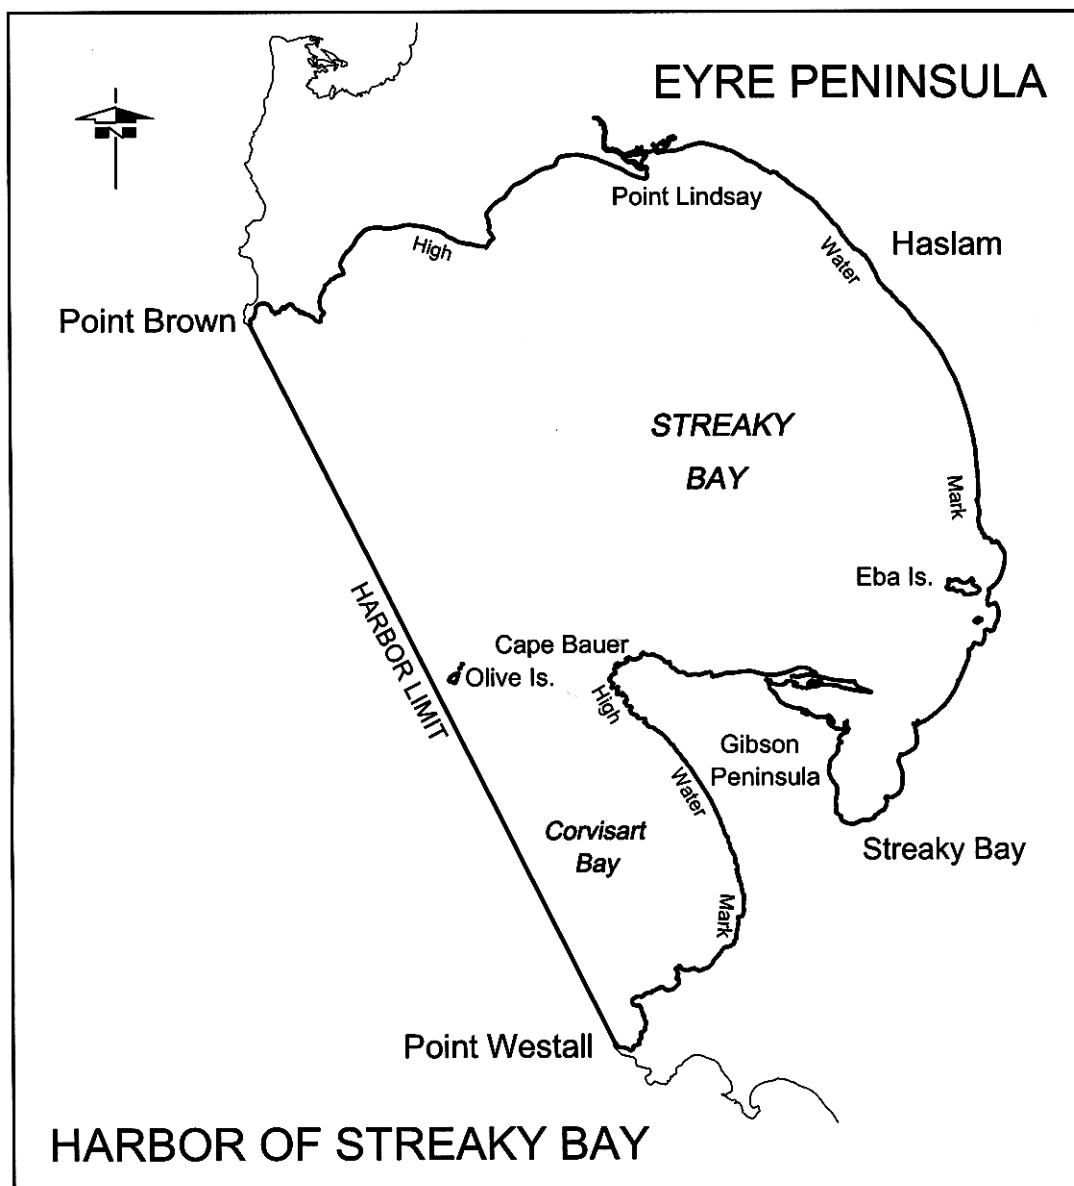 EYRE PENINSULA
N
Point Lindsay
Haslam
High
Water
Point Brown
STREAKY
BAY
Mark
Eba Is.
HARBOR LIMIT
Cape Bauer
Olive Is.
High
Gibson
Peninsula
Water
Corvisart
Bay
Streaky Bay
Mark
Point Westall
HARBOR OF STREAKY BAY